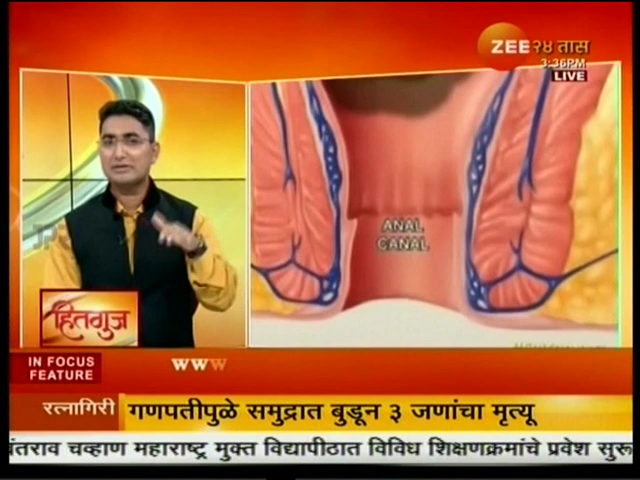 ZEE २४ तास
3:36PM
LIVE
ANAL
CANAL
हितगुज
IN FOCUS
FEATURE
www
रत्नागिरी
गणपतीपुळे समुद्रात बुडून ३ जणांचा मृत्यू
चव्हाण महाराष्ट्र मुक्त विद्यापीठात विविध शिक्षणक्रमांचे प्रवेश सुरू